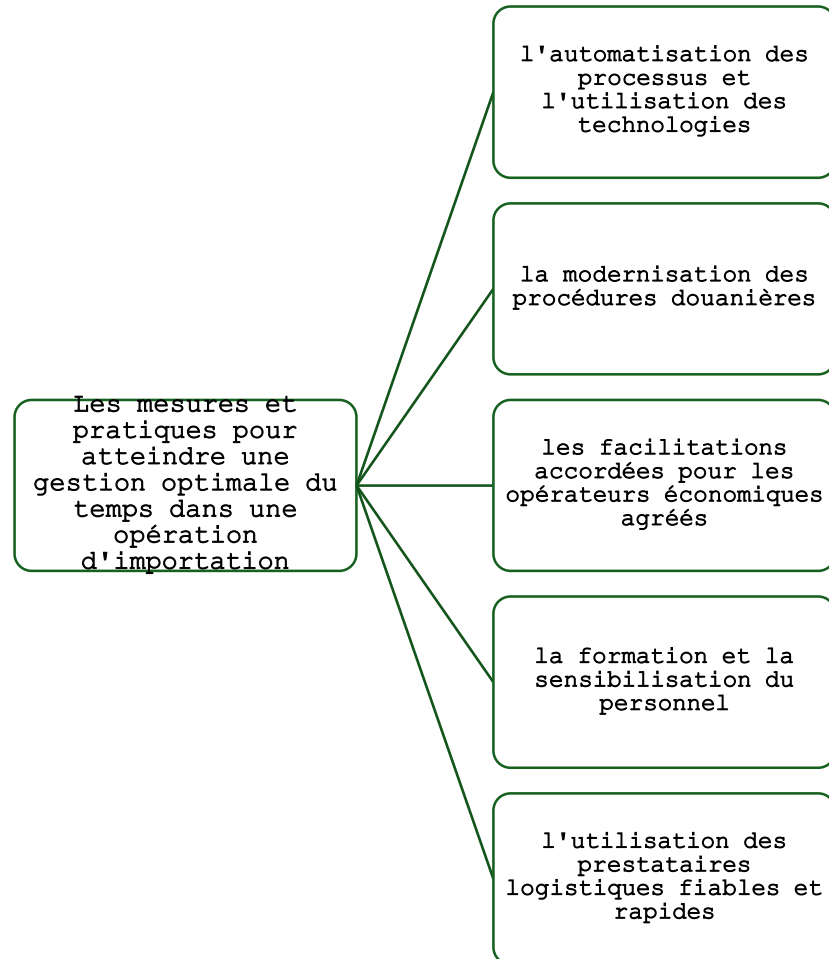 Les mesures et
pratiques pour
atteindre une
gestion optimale du
temps dans une
opération
d'importation
l'automatisation des
processus et
l'utilisation des
technologies
la modernisation des
procédures douanières
les facilitations
accordées pour les
opérateurs économiques
agréés
la formation et la
sensibilisation du
personnel
l'utilisation des
prestataires
logistiques fiables et
rapides